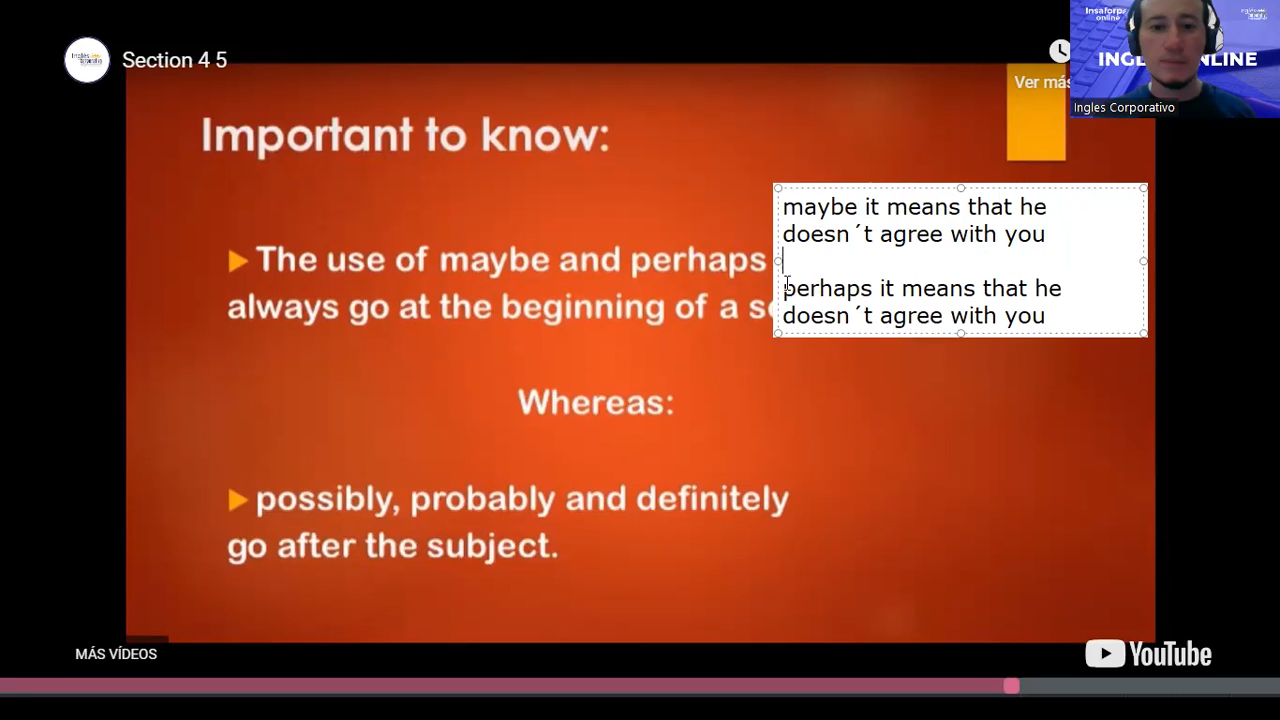 Section 4 5
Important to know:
Ver más
maybe it means that he
doesn´t agree with you
perhaps it means that he
doesn´t agree with you
The use of maybe and perhaps
always go at the beginning of a
Whereas:
possibly, probably and definitely
go after the subject.
MÁS VÍDEOS
YouTube
Insaforp
online
Ingles Corporativo